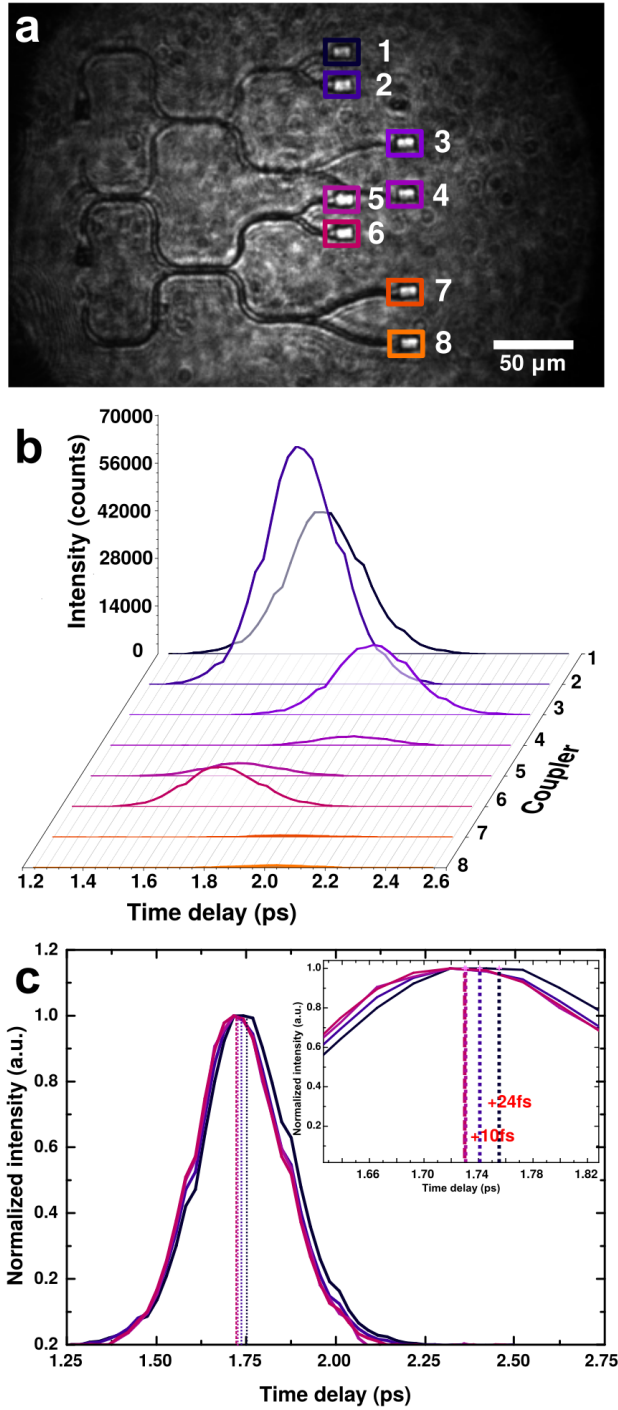 a
1
2
3
5 4
6
7
8
50 µm
b
Intensity (counts)
70000
56000
42000
28000
14000
0
1
2
3
4
5
6
7
8
Coupler
1.2 1.4 1.6 1.8 2.0 2.2 2.4 2.6
Time delay (ps)
c
Normalized intensity (a.u.)
1.2
1.0
0.8
0.6
0.4
0.2
0.2
1.25 1.50 1.75 2.00 2.25 2.50 2.75
Time delay (ps)
Normalized intensity (a.u.)
1.0
0.8
0.6
0.4
0.2
+24fs
+10fs
1.66 1.70 1.74 1.78 1.82
Time delay (ps)